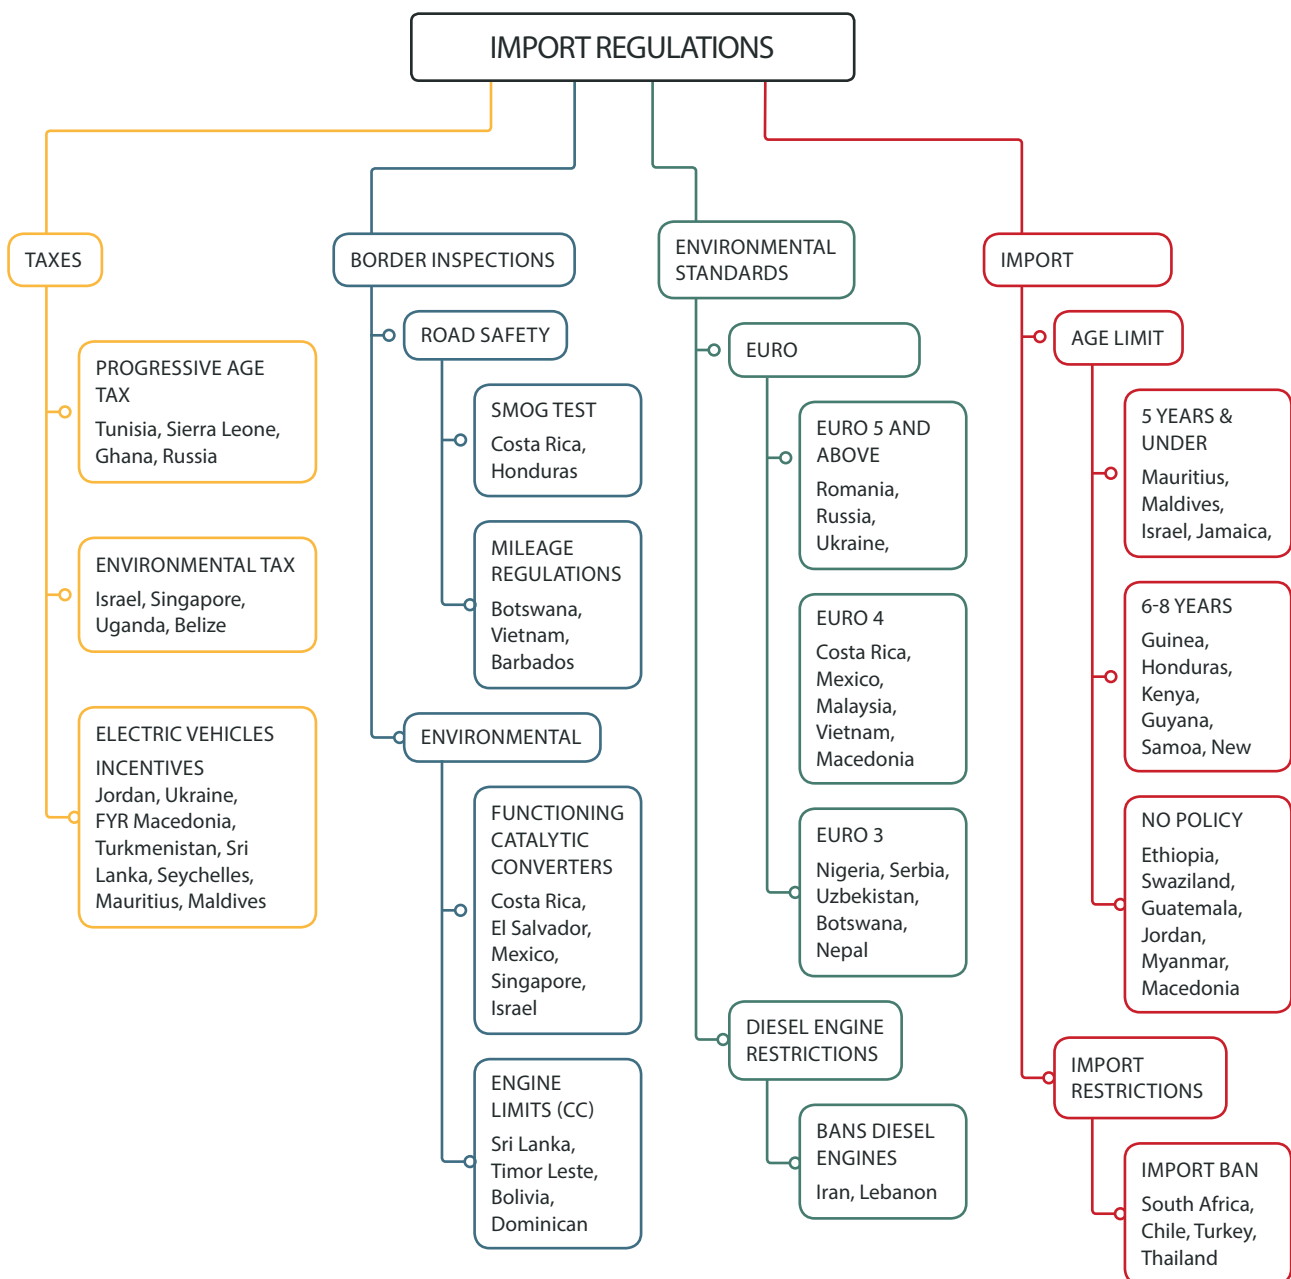 IMPORT REGULATIONS
TAXES
PROGRESSIVE AGE
TAX
Tunisia, Sierra Leone,
Ghana, Russia
ENVIRONMENTAL TAX
Israel, Singapore,
Uganda, Belize
ELECTRIC VEHICLES
INCENTIVES
Jordan, Ukraine,
FYR Macedonia,
Turkmenistan, Sri
Lanka, Seychelles,
Mauritius, Maldives
BORDER INSPECTIONS
ROAD SAFETY
SMOG TEST
Costa Rica,
Honduras
MILEAGE
REGULATIONS
Botswana,
Vietnam,
Barbados
ENVIRONMENTAL
FUNCTIONING
CATALYTIC
CONVERTERS
Costa Rica,
El Salvador,
Mexico,
Singapore,
Israel
ENGINE
LIMITS (CC)
Sri Lanka,
Timor Leste,
Bolivia,
Dominican
ENVIRONMENTAL
STANDARDS
EURO
EURO 5 AND
ABOVE
Romania,
Russia,
Ukraine,
EURO 4
Costa Rica,
Mexico,
Malaysia,
Vietnam,
Macedonia
EURO 3
Nigeria, Serbia,
Uzbekistan,
Botswana,
Nepal
DIESEL ENGINE
RESTRICTIONS
BANS DIESEL
ENGINES
Iran, Lebanon
IMPORT
AGE LIMIT
5 YEARS &
UNDER
Mauritius,
Maldives,
Israel, Jamaica,
6-8 YEARS
Guinea,
Honduras,
Kenya,
Guyana,
Samoa, New
NO POLICY
Ethiopia,
Swaziland,
Guatemala,
Jordan,
Myanmar,
Macedonia
IMPORT
RESTRICTIONS
IMPORT BAN
South Africa,
Chile, Turkey,
Thailand